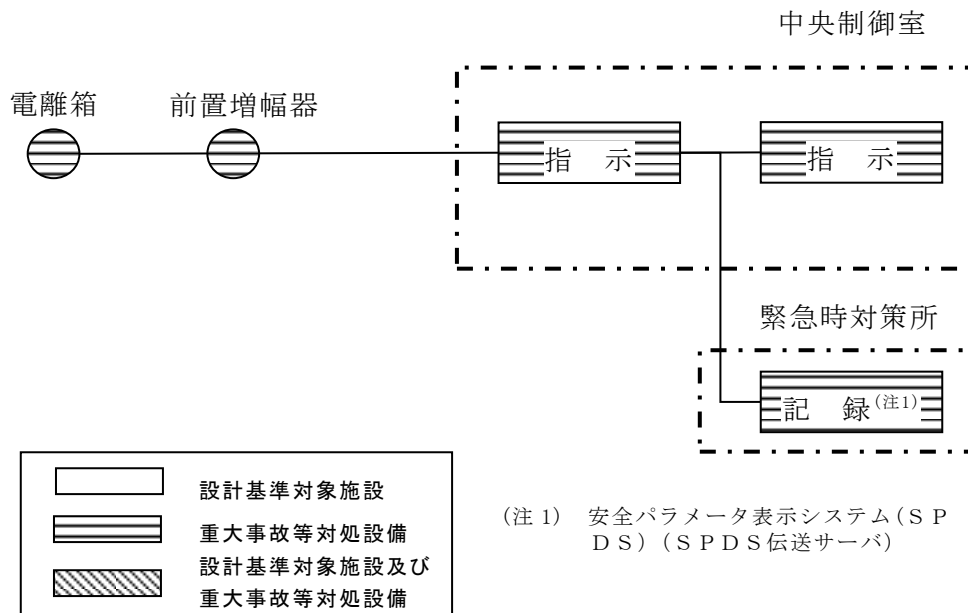 中央制御室
電離箱
前置増幅器
指 示
指 示
緊急時対策所
記 録(注1)
設計基準対象施設
重大事故等対処設備
設計基準対象施設及び
重大事故等対処設備
(注 1) 安全パラメータ表示システム(ＳＰ
ＤＳ)(ＳＰＤＳ伝送サーバ)